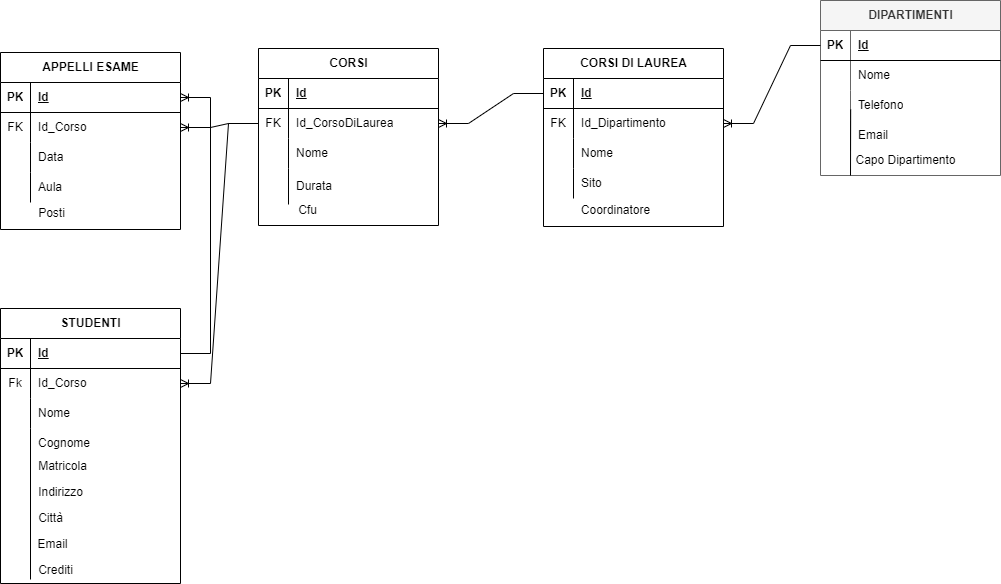 APPELLI ESAME
PK Id
FK Id_Corso
Data
Aula
Posti
CORSI
PK Id
FK Id_CorsoDiLaurea
Nome
Durata
Cfu
CORSI DI LAUREA
PK Id
FK Id_Dipartimento
Nome
Sito
Coordinatore
DIPARTIMENTI
PK Id
Nome
Telefono
Email
Capo Dipartimento
STUDENTI
PK Id
Fk Id_Corso
Nome
Cognome
Matricola
Indirizzo
Città
Email
Crediti